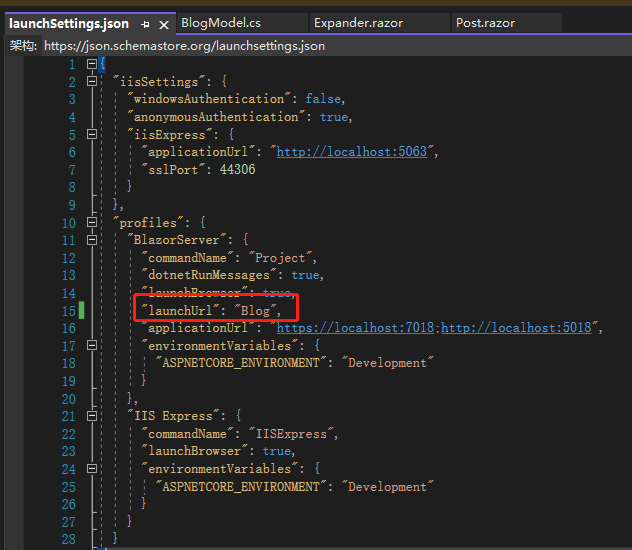 launchSettings.json BlogModel.cs Expander.razor Post.razor
架构: https://json.schemastore.org/launchsettings.json
1 {
2 "iisSettings": {
3 "windowsAuthentication": false,
4 "anonymousAuthentication": true,
5 "iisExpress": {
6 "applicationUrl": "http://localhost:5063",
7 "sslPort": 44306
8 }
9 },
10 "profiles": {
11 "BlazorServer": {
12 "commandName": "Project",
13 "dotnetRunMessages": true,
14 "launchBrowser": true,
15 "launchUrl": "Blog",
16 "applicationUrl": "https://localhost:7018;http://localhost:5018",
17 "environmentVariables": {
18 "ASPNETCORE_ENVIRONMENT": "Development"
19 }
20 },
21 "IIS Express": {
22 "commandName": "IISExpress",
23 "launchBrowser": true,
24 "environmentVariables": {
25 "ASPNETCORE_ENVIRONMENT": "Development"
26 }
27 }
28 }